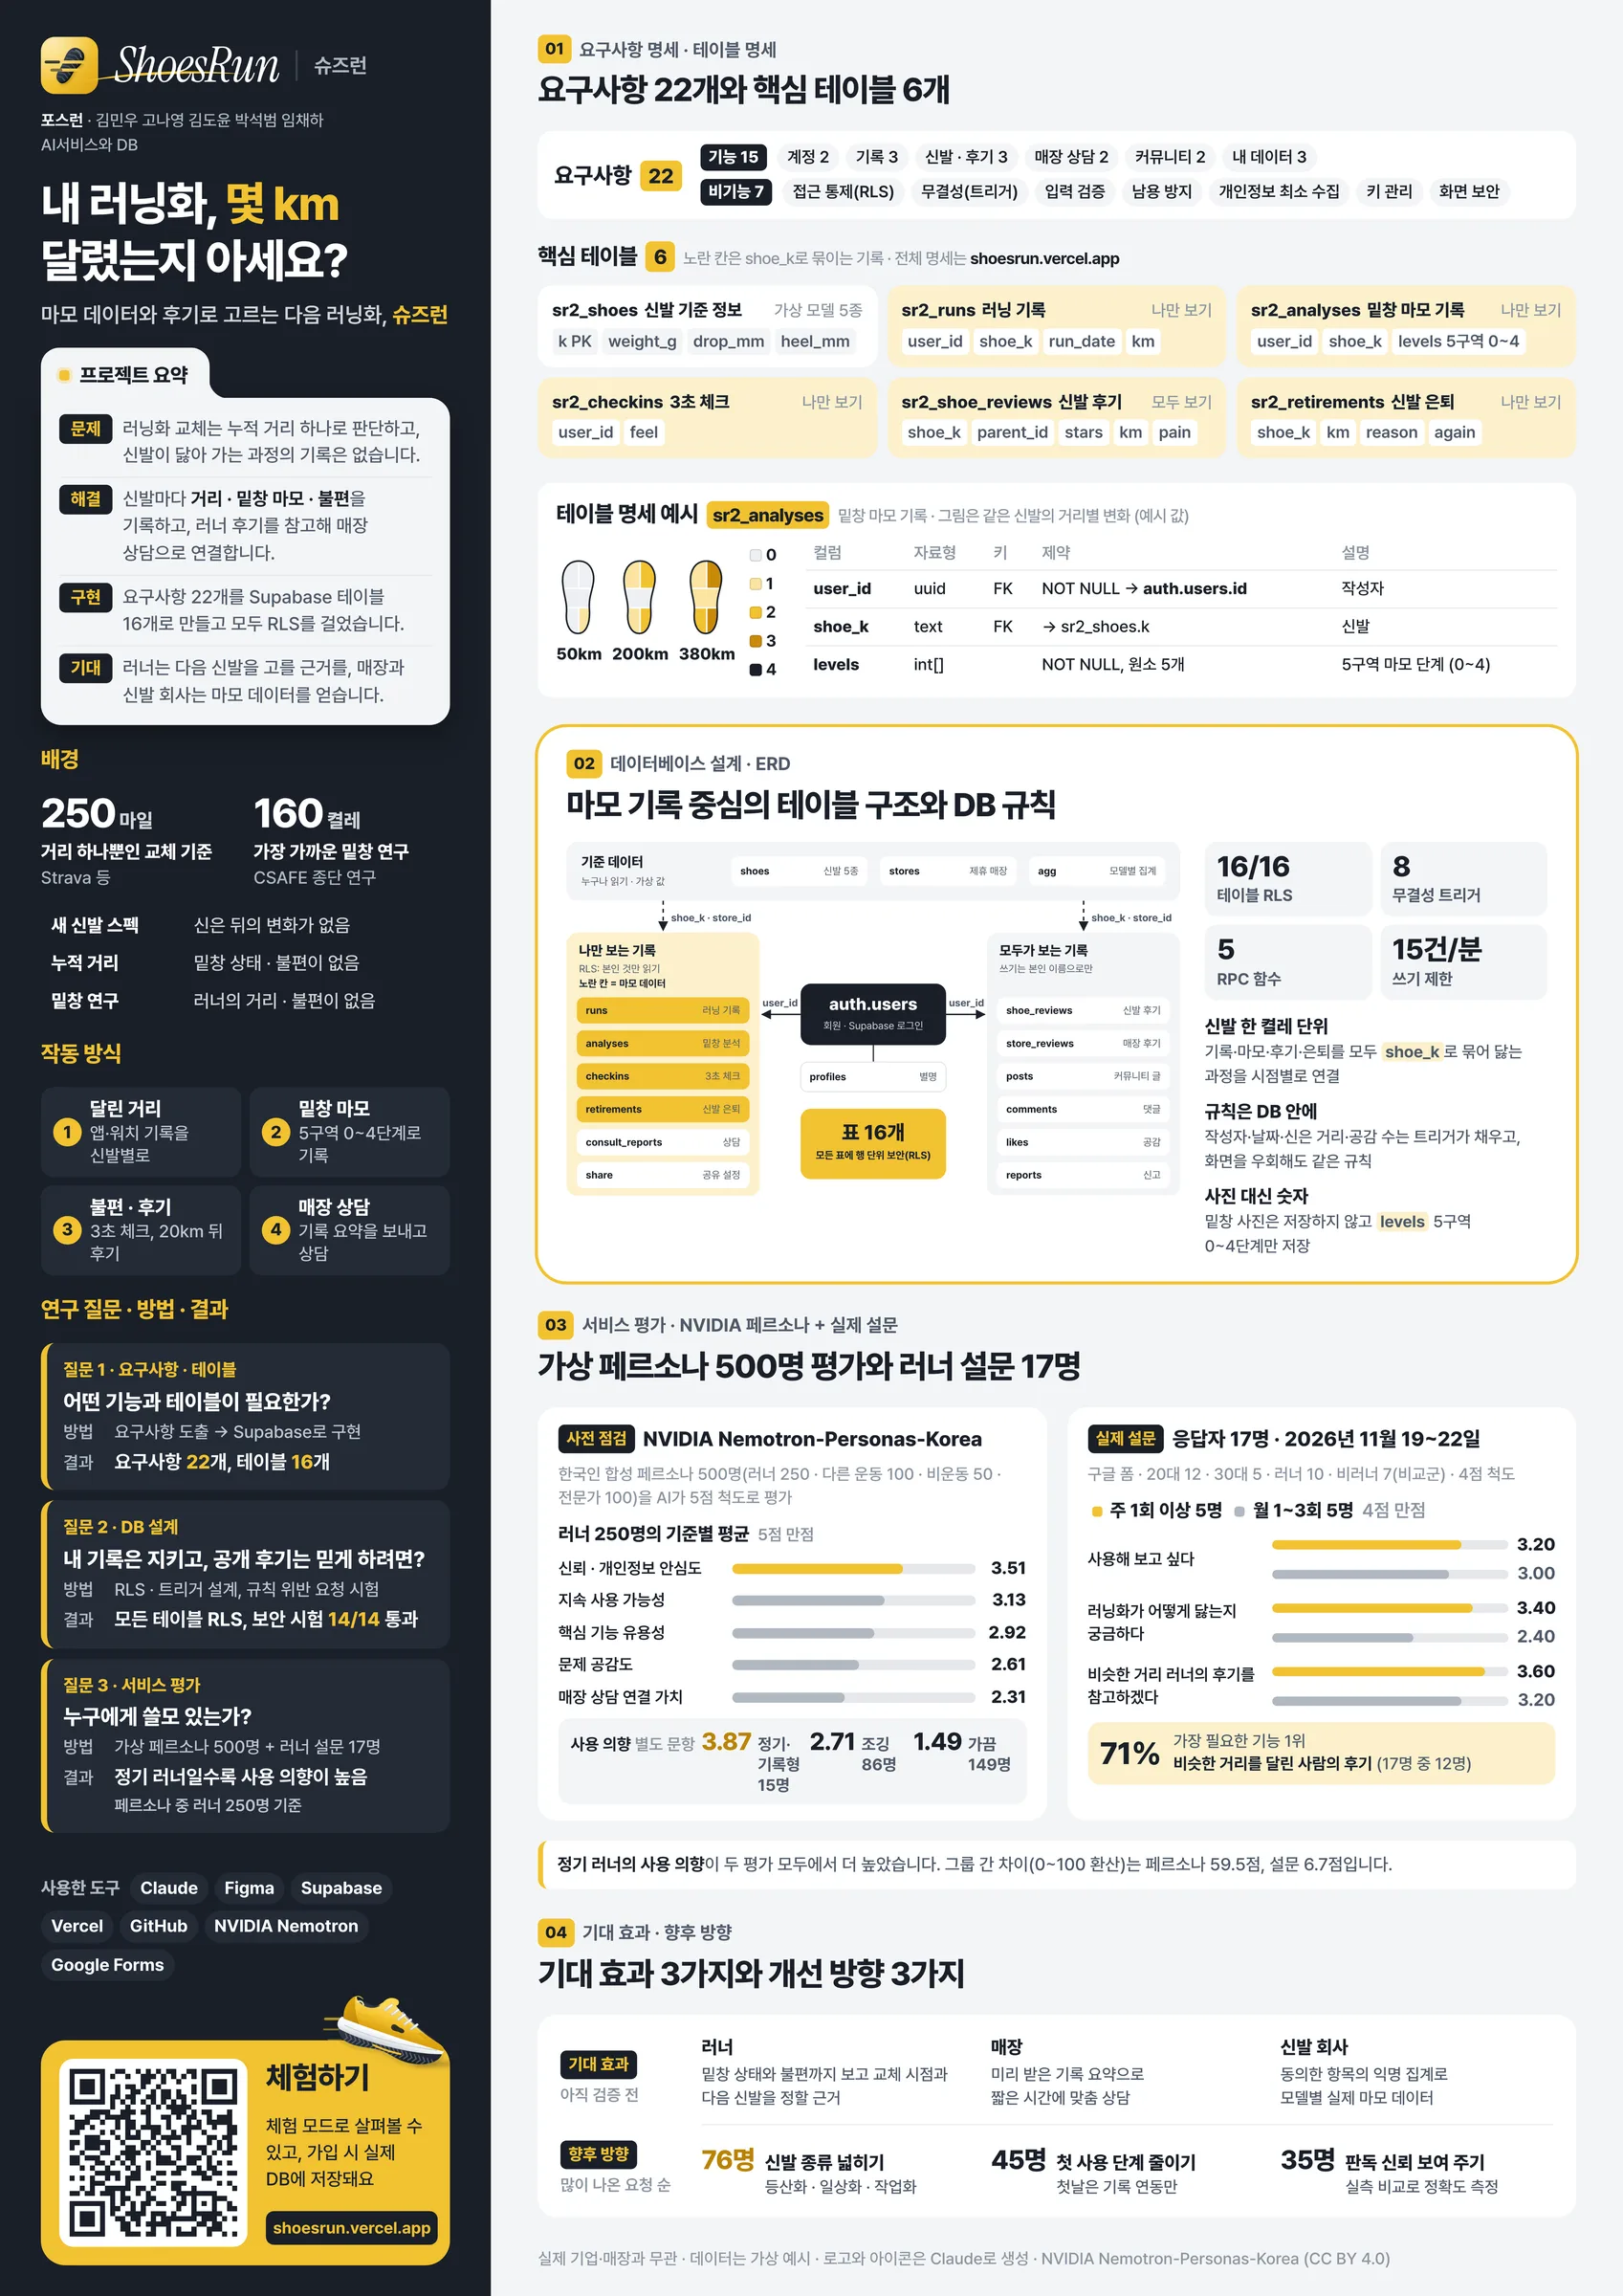 ShoesRun 슈즈런
포스런 · 김민우 고나영 김도윤 박석범 임채하
AI서비스와 DB
내 러닝화, 몇 km
달렸는지 아세요?
마모 데이터와 후기로 고르는 다음 러닝화, 슈즈런
프로젝트 요약
문제 러닝화 교체는 누적 거리 하나로 판단하고,
신발이 닳아 가는 과정의 기록은 없습니다.
해결 신발마다 거리 · 밑창 마모 · 불편을
기록하고, 러너 후기를 참고해 매장
상담으로 연결합니다.
구현 요구사항 22개를 Supabase 테이블
16개로 만들고 모두 RLS를 걸었습니다.
기대 러너는 다음 신발을 고를 근거를, 매장과
신발 회사는 마모 데이터를 얻습니다.
배경
250 마일
거리 하나뿐인 교체 기준
Strava 등
160 켤레
가장 가까운 밑창 연구
CSAFE 종단 연구
새 신발 스펙 신은 뒤의 변화가 없음
누적 거리 밑창 상태 · 불편이 없음
밑창 연구 러너의 거리 · 불편이 없음
작동 방식
1 달린 거리
앱·워치 기록을
신발별로
2 밑창 마모
5구역 0~4단계로
기록
3 불편 · 후기
3초 체크, 20km 뒤
후기
4 매장 상담
기록 요약을 보내고
상담
연구 질문 · 방법 · 결과
질문 1 · 요구사항 · 테이블
어떤 기능과 테이블이 필요한가?
방법 요구사항 도출 → Supabase로 구현
결과 요구사항 22개, 테이블 16개
질문 2 · DB 설계
내 기록은 지키고, 공개 후기는 믿게 하려면?
방법 RLS · 트리거 설계, 규칙 위반 요청 시험
결과 모든 테이블 RLS, 보안 시험 14/14 통과
질문 3 · 서비스 평가
누구에게 쓸모 있는가?
방법 가상 페르소나 500명 + 러너 설문 17명
결과 정기 러너일수록 사용 의향이 높음
페르소나 중 러너 250명 기준
사용한 도구 Claude Figma Supabase
Vercel GitHub NVIDIA Nemotron
Google Forms
체험하기
체험 모드로 살펴볼 수
있고, 가입 시 실제
DB에 저장돼요
shoesrun.vercel.app
01 요구사항 명세 · 테이블 명세
요구사항 22개와 핵심 테이블 6개
요구사항 22
기능 15 계정 2 기록 3 신발 · 후기 3 매장 상담 2 커뮤니티 2 내 데이터 3
비기능 7 접근 통제(RLS) 무결성(트리거) 입력 검증 남용 방지 개인정보 최소 수집 키 관리 화면 보안
핵심 테이블 6 노란 칸은 shoe_k로 묶이는 기록 · 전체 명세는 shoesrun.vercel.app
sr2_shoes 신발 기준 정보 가상 모델 5종
k PK weight_g drop_mm heel_mm
sr2_runs 러닝 기록 나만 보기
user_id shoe_k run_date km
sr2_analyses 밑창 마모 기록 나만 보기
user_id shoe_k levels 5구역 0~4
sr2_checkins 3초 체크 나만 보기
user_id feel
sr2_shoe_reviews 신발 후기 모두 보기
shoe_k parent_id stars km pain
sr2_retirements 신발 은퇴 나만 보기
shoe_k km reason again
테이블 명세 예시 sr2_analyses 밑창 마모 기록 · 그림은 같은 신발의 거리별 변화 (예시 값)
50km 200km 380km
0
1
2
3
4
컬럼 자료형 키 제약 설명
user_id uuid FK NOT NULL → auth.users.id 작성자
shoe_k text FK → sr2_shoes.k 신발
levels int[] NOT NULL, 원소 5개 5구역 마모 단계 (0~4)
02 데이터베이스 설계 · ERD
마모 기록 중심의 테이블 구조와 DB 규칙
기준 데이터
누구나 읽기 · 가상 값
shoes 신발 5종
stores 제휴 매장
agg 모델별 집계
shoe_k · store_id
shoe_k · store_id
나만 보는 기록
RLS: 본인 것만 읽기
노란 칸 = 마모 데이터
runs 러닝 기록
analyses 밑창 분석
checkins 3초 체크
retirements 신발 은퇴
consult_reports 상담
share 공유 설정
user_id
auth.users
회원 · Supabase 로그인
user_id
profiles 별명
표 16개
모든 표에 행 단위 보안(RLS)
모두가 보는 기록
쓰기는 본인 이름으로만
shoe_reviews 신발 후기
store_reviews 매장 후기
posts 커뮤니티 글
comments 댓글
likes 공감
reports 신고
16/16
테이블 RLS
8
무결성 트리거
5
RPC 함수
15건/분
쓰기 제한
신발 한 켤레 단위
기록·마모·후기·은퇴를 모두 shoe_k로 묶어 닳는
과정을 시점별로 연결
규칙은 DB 안에
작성자·날짜·신은 거리·공감 수는 트리거가 채우고,
화면을 우회해도 같은 규칙
사진 대신 숫자
밑창 사진은 저장하지 않고 levels 5구역
0~4단계만 저장
03 서비스 평가 · NVIDIA 페르소나 + 실제 설문
가상 페르소나 500명 평가와 러너 설문 17명
사전 점검 NVIDIA Nemotron-Personas-Korea
한국인 합성 페르소나 500명(러너 250 · 다른 운동 100 · 비운동 50 ·
전문가 100)을 AI가 5점 척도로 평가
러너 250명의 기준별 평균 5점 만점
신뢰 · 개인정보 안심도 3.51
지속 사용 가능성 3.13
핵심 기능 유용성 2.92
문제 공감도 2.61
매장 상담 연결 가치 2.31
사용 의향 별도 문항 3.87 정기·
기록형
15명
2.71 조깅
86명
1.49 가끔
149명
실제 설문 응답자 17명 · 2026년 11월 19~22일
구글 폼 · 20대 12 · 30대 5 · 러너 10 · 비러너 7(비교군) · 4점 척도
주 1회 이상 5명 월 1~3회 5명 4점 만점
사용해 보고 싶다 3.20
3.00
러닝화가 어떻게 닳는지
궁금하다
3.40
2.40
비슷한 거리 러너의 후기를
참고하겠다
3.60
3.20
71% 가장 필요한 기능 1위
비슷한 거리를 달린 사람의 후기 (17명 중 12명)
정기 러너의 사용 의향이 두 평가 모두에서 더 높았습니다. 그룹 간 차이(0~100 환산)는 페르소나 59.5점, 설문 6.7점입니다.
04 기대 효과 · 향후 방향
기대 효과 3가지와 개선 방향 3가지
기대 효과
아직 검증 전
러너
밑창 상태와 불편까지 보고 교체 시점과
다음 신발을 정할 근거
매장
미리 받은 기록 요약으로
짧은 시간에 맞춤 상담
신발 회사
동의한 항목의 익명 집계로
모델별 실제 마모 데이터
향후 방향
많이 나온 요청 순
76명 신발 종류 넓히기
등산화 · 일상화 · 작업화
45명 첫 사용 단계 줄이기
첫날은 기록 연동만
35명 판독 신뢰 보여 주기
실측 비교로 정확도 측정
실제 기업·매장과 무관 · 데이터는 가상 예시 · 로고와 아이콘은 Claude로 생성 · NVIDIA Nemotron-Personas-Korea (CC BY 4.0)